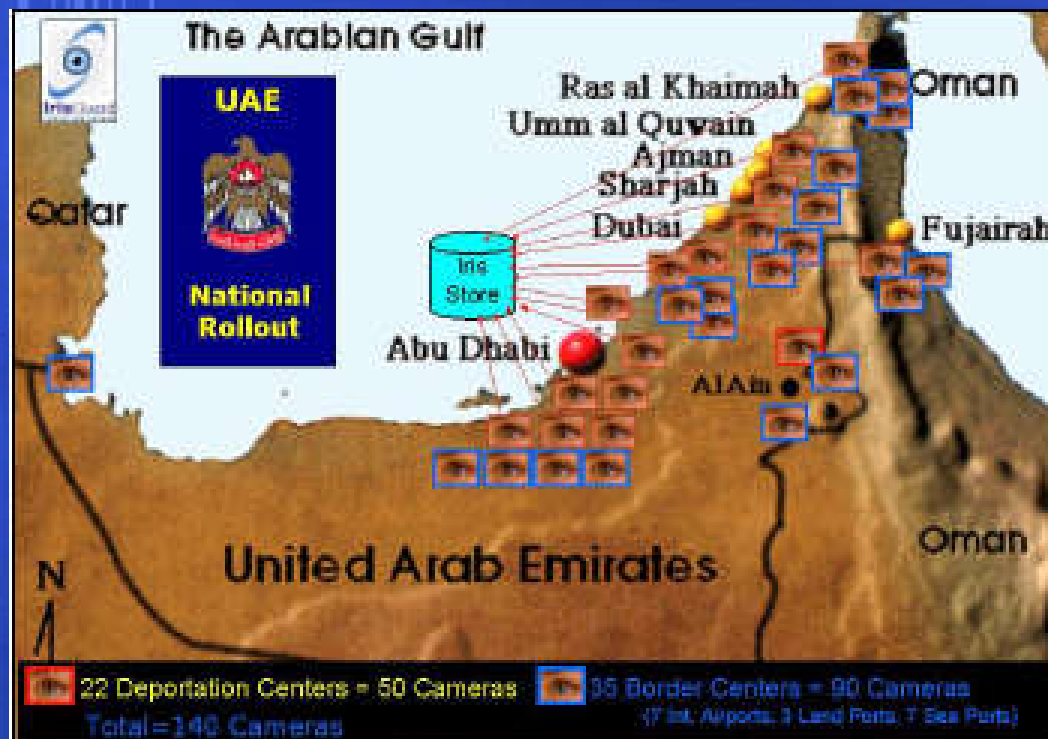 The Arabian Gulf
UAE
National
Rollout
Qatar
Iris
Store
Ras al Khaimah
Oman
Umm al Quwain
Ajman
Sharjah
Dubai
Fujairah
Abu Dhabi
Al Ain
Oman
United Arab Emirates
N
22 Deportation Centers = 50 Cameras
35 Border Centers = 90 Cameras
(7 Int. Airports, 3 Land Ports, 7 Sea Ports)
Total=140 Cameras